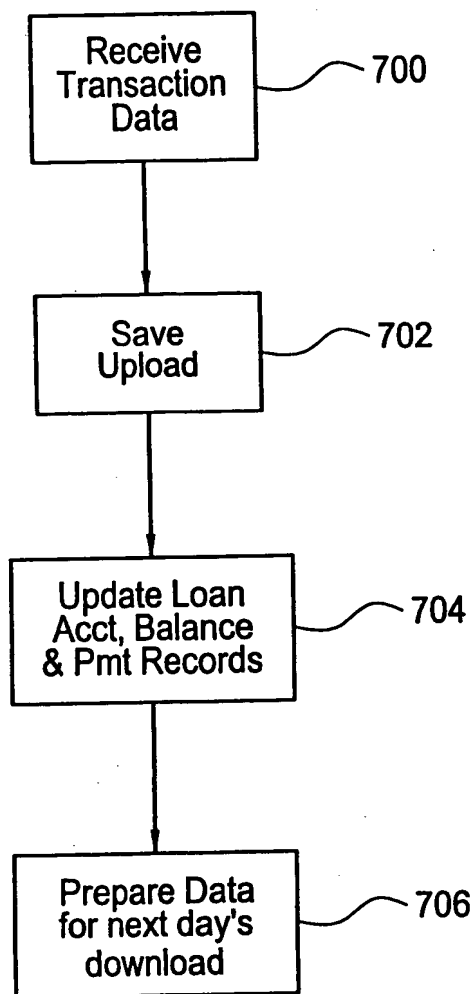 Receive
Transaction
Data
700
Save
Upload
702
Update Loan
Acct, Balance
& Pmt Records
704
Prepare Data
for next day's
download
706